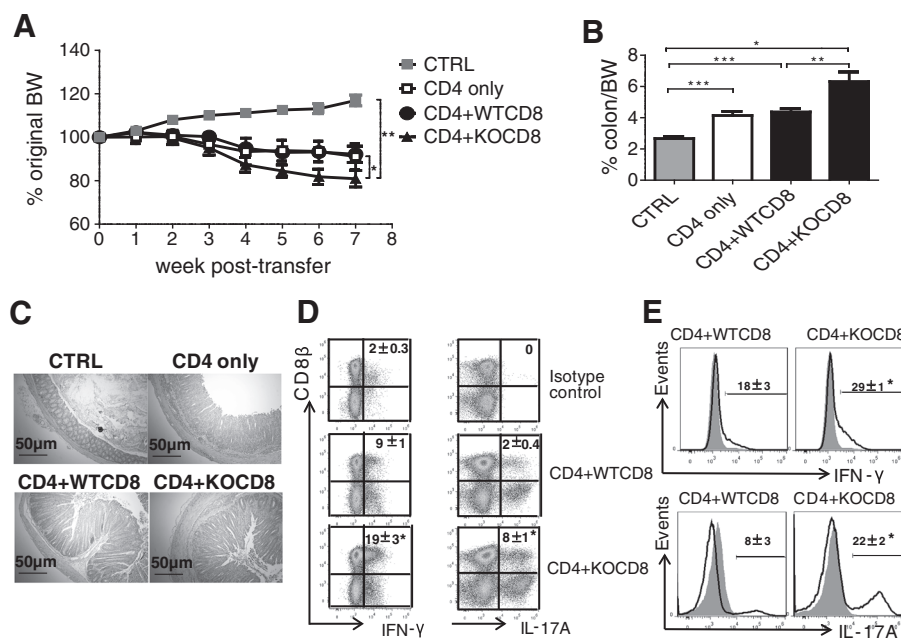 A
% original BW
140
120
100
80
60
0 1 2 3 4 5 6 7 8
week post-transfer
CTRL
CD4 only
CD4+WTCD8
CD4+KOCD8
**
*
B
% colon/BW
8
6
4
2
0
*
***
**
***
CTRL
CD4 only
CD4+WTCD8
CD4+KOCD8
C
CTRL
CD4 only
50μm
50μm
CD4+WTCD8
CD4+KOCD8
50μm
50μm
D
CD8β
2±0.3
0
Isotype control
9±1
2±0.4
CD4+WTCD8
19±3*
8±1*
CD4+KOCD8
IFN-γ
IL-17A
E
CD4+WTCD8
CD4+KOCD8
Events
18±3
29±1*
IFN-γ
CD4+WTCD8
CD4+KOCD8
Events
8±3
22±2*
IL-17A